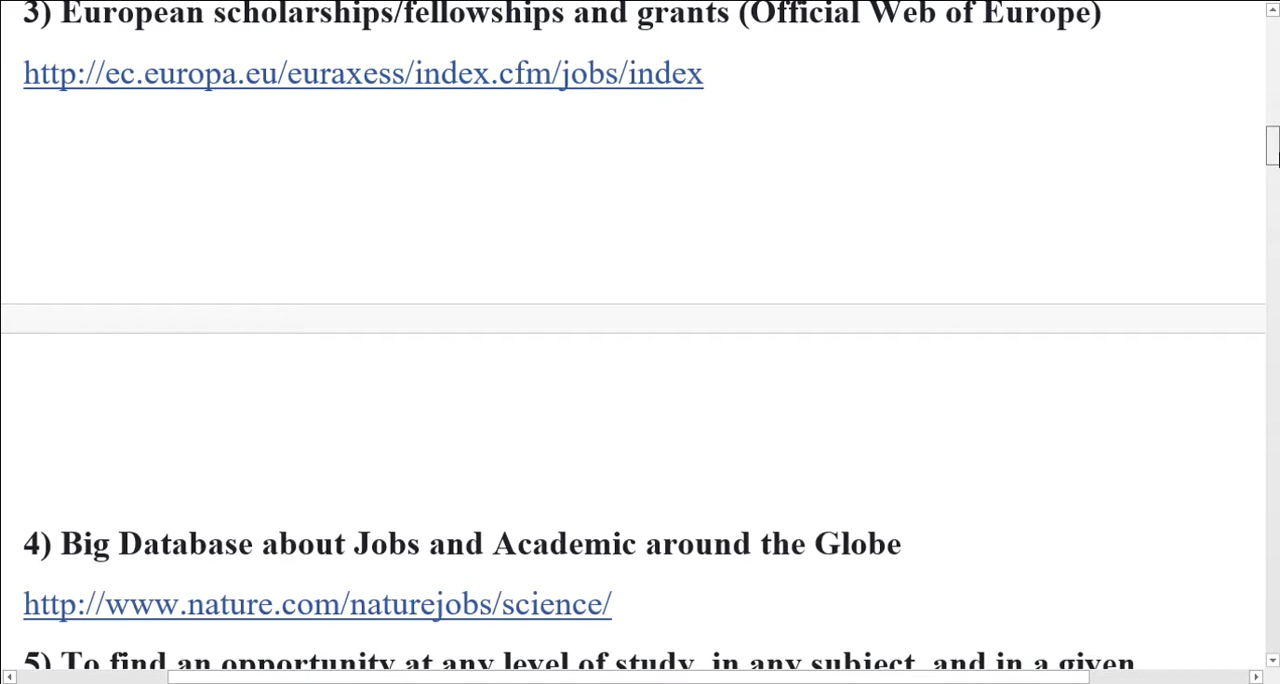 3) European scholarships/fellowships and grants (Official Web of Europe)
http://ec.europa.eu/euraxess/index.cfm/jobs/index
4) Big Database about Jobs and Academic around the Globe
http://www.nature.com/naturejobs/science/
5) To find an opportunity at any level of study, in any subject, and in a given